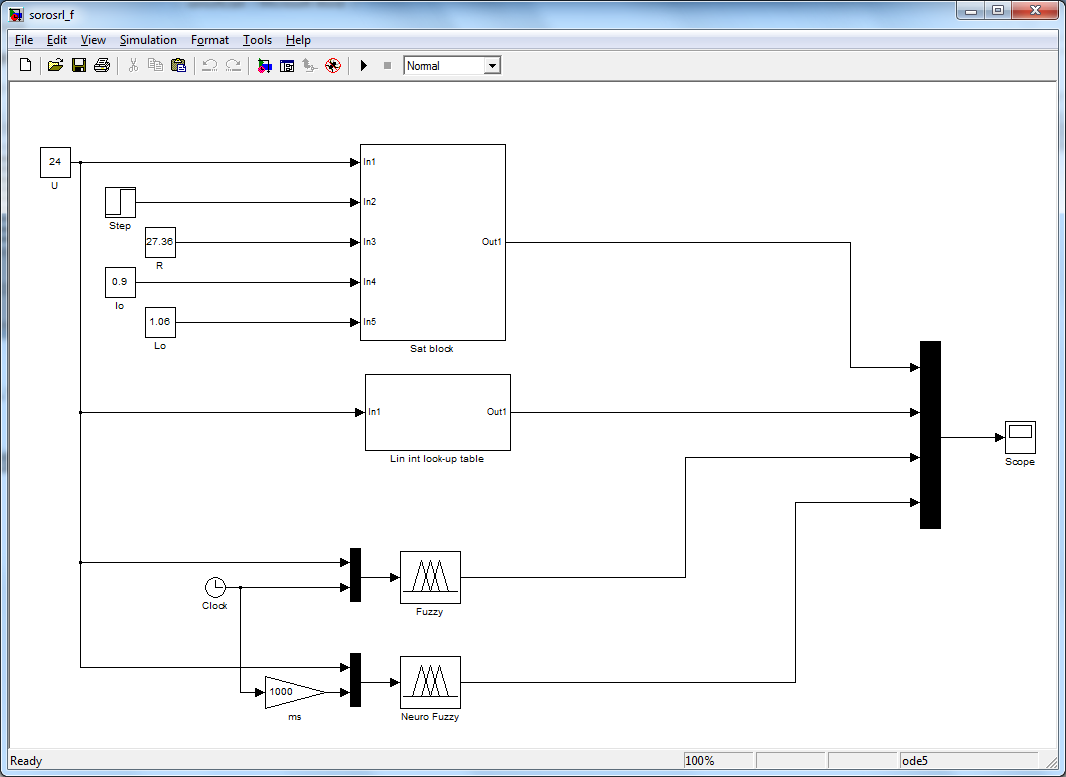 sorosrl_f
File Edit View Simulation Format Tools Help
Normal
24
U
Step
27.36
R
0.9
Io
1.06
Lo
In1
In2
In3
In4
In5
Out1
Sat block
In1
Out1
Lin int look-up table
Scope
Clock
Fuzzy
1000
ms
Neuro Fuzzy
Ready
100%
ode5